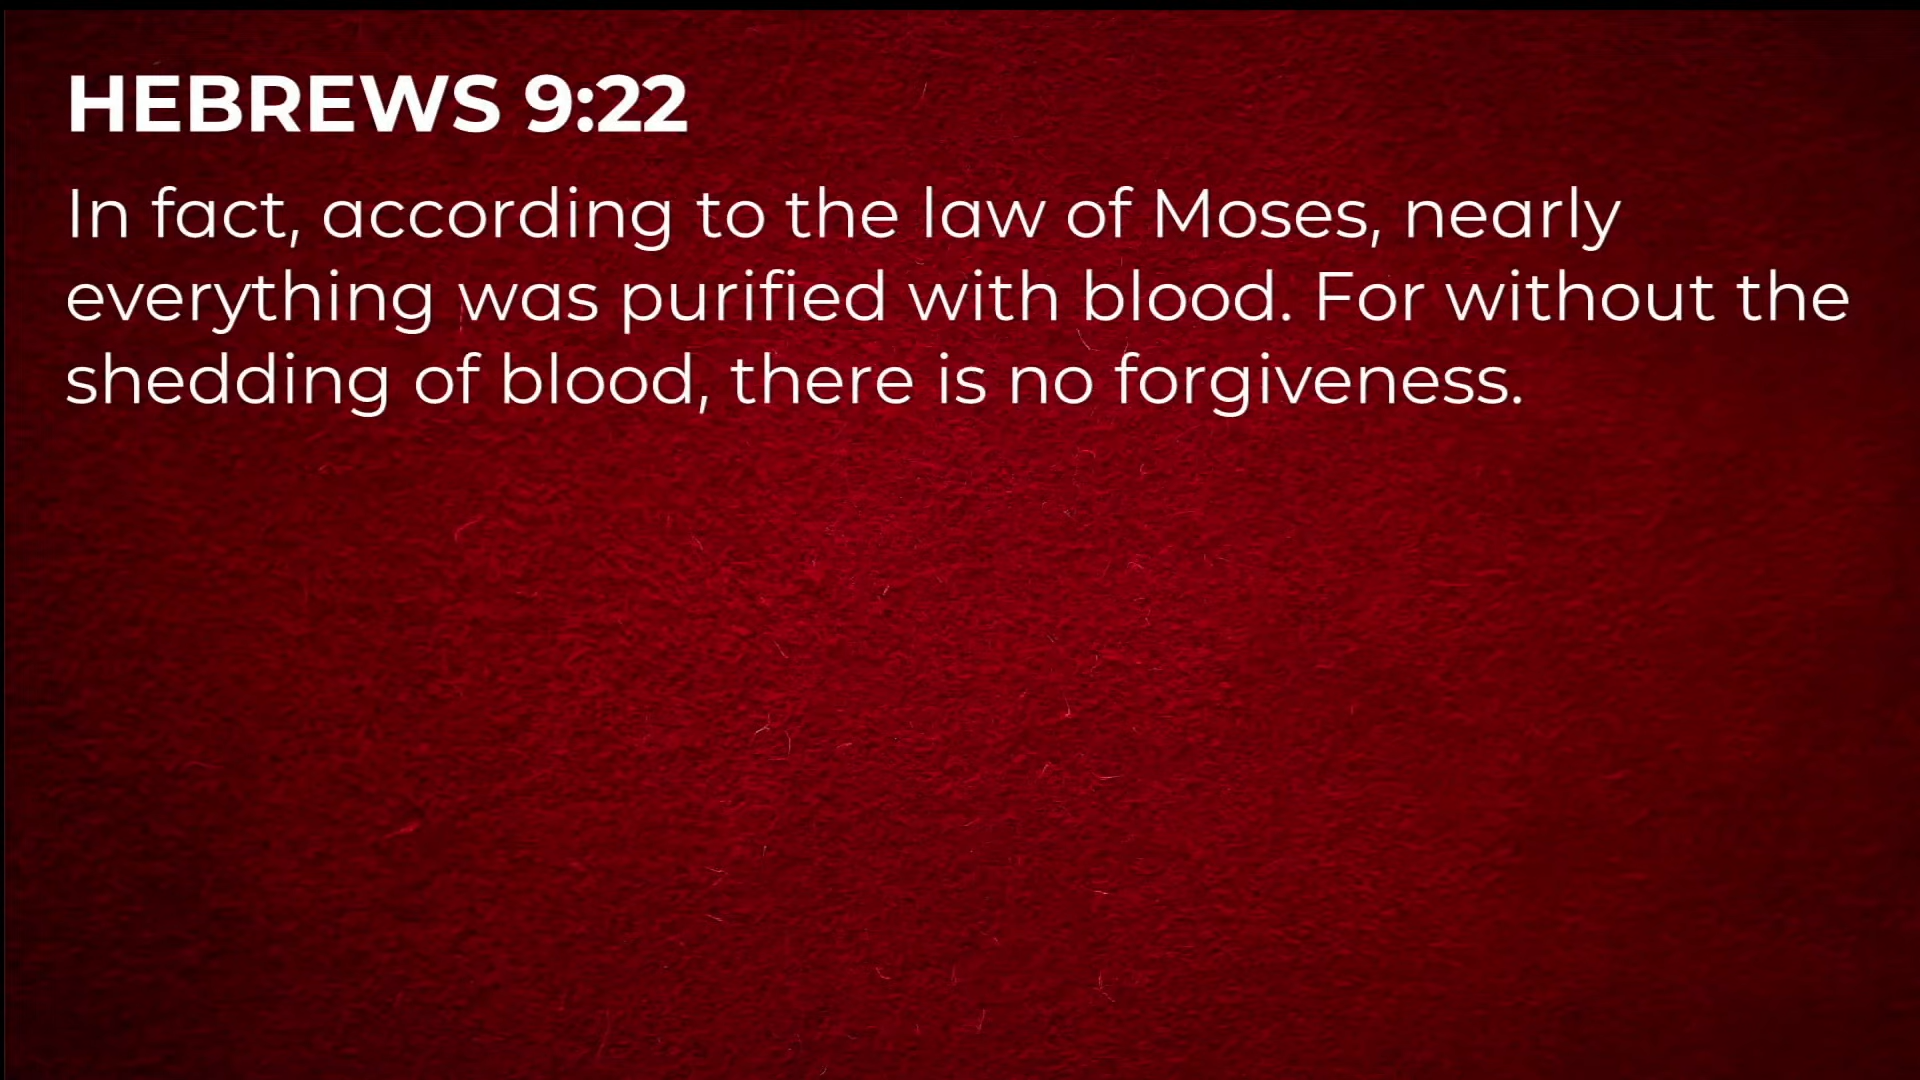 HEBREWS 9:22
In fact, according to the law of Moses, nearly
everything was purified with blood. For without the
shedding of blood, there is no forgiveness.